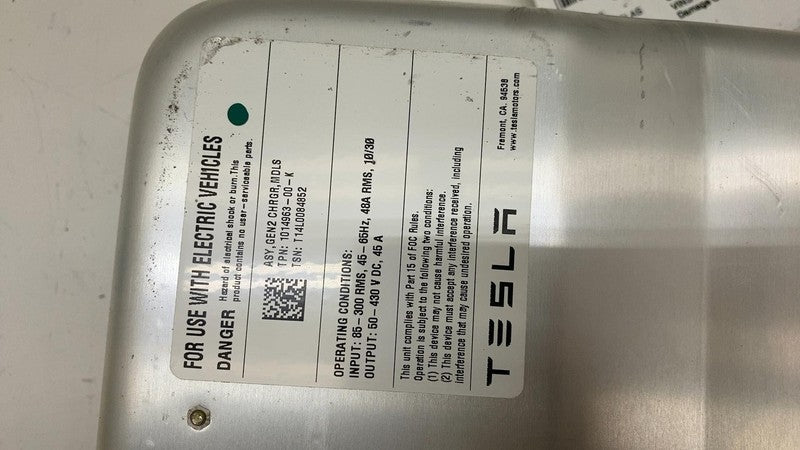 FOR USE WITH ELECTRIC VEHICLES
DANGER Hazard of electrical shock or burn. This
product contains no user-serviceable parts.
ASY, GEN2 CHRGR, MDLS
TPN: 1014963-00-K
TSN: T14L0084852
OPERATING CONDITIONS:
INPUT: 85-300 RMS, 45-65Hz, 48A RMS, 1Ø/3Ø
OUTPUT: 50-430 V DC, 45 A
This unit complies with Part 15 of FCC Rules.
Operation is subject to the following two conditions:
(1) This device may not cause harmful interference.
(2) This device must accept any interference received, including
interference that may cause undesired operation.
TESLA
Fremont, CA. 94538
www.teslamotors.com